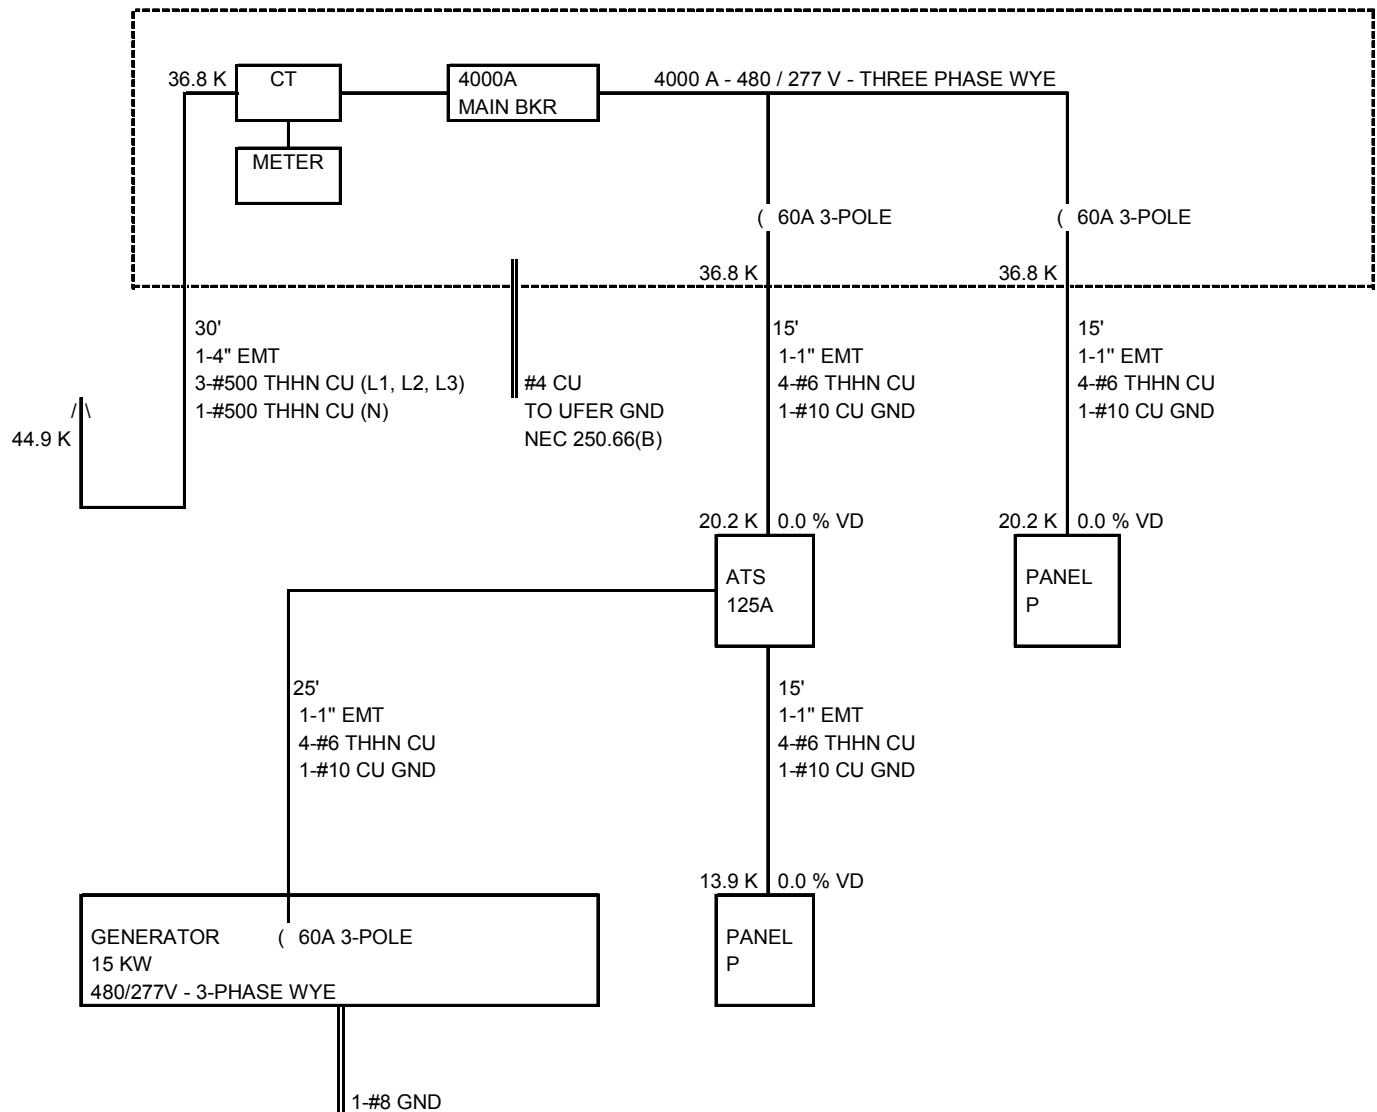 36.8 K
CT
4000A
MAIN BKR
4000 A - 480 / 277 V - THREE PHASE WYE
METER
( 60A 3-POLE
( 60A 3-POLE
36.8 K
36.8 K
30'
1-4" EMT
3-#500 THHN CU (L1, L2, L3)
1-#500 THHN CU (N)
#4 CU
TO UFER GND
NEC 250.66(B)
15'
1-1" EMT
4-#6 THHN CU
1-#10 CU GND
15'
1-1" EMT
4-#6 THHN CU
1-#10 CU GND
/ \
44.9 K
20.2 K
0.0 % VD
20.2 K
0.0 % VD
ATS
125A
PANEL
P
25'
1-1" EMT
4-#6 THHN CU
1-#10 CU GND
15'
1-1" EMT
4-#6 THHN CU
1-#10 CU GND
13.9 K
0.0 % VD
GENERATOR
( 60A 3-POLE
15 KW
480/277V - 3-PHASE WYE
PANEL
P
1-#8 GND